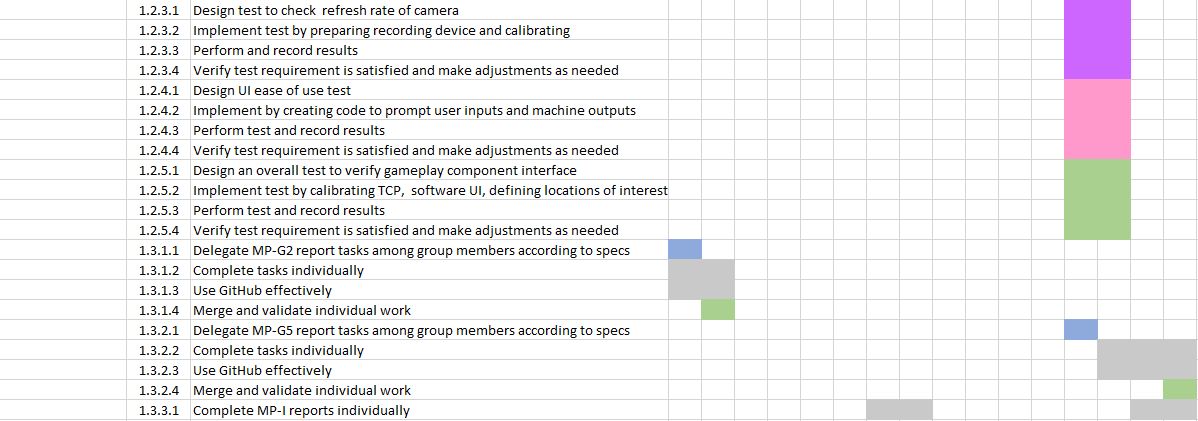 1.2.3.1 Design test to check  refresh rate of camera
1.2.3.2 Implement test by preparing recording device and calibrating
1.2.3.3 Perform and record results
1.2.3.4 Verify test requirement is satisfied and make adjustments as needed
1.2.4.1 Design UI ease of use test
1.2.4.2 Implement by creating code to prompt user inputs and machine outputs
1.2.4.3 Perform test and record results
1.2.4.4 Verify test requirement is satisfied and make adjustments as needed
1.2.5.1 Design an overall test to verify gameplay component interface
1.2.5.2 Implement test by calibrating TCP,  software UI, defining locations of interest
1.2.5.3 Perform test and record results
1.2.5.4 Verify test requirement is satisfied and make adjustments as needed
1.3.1.1 Delegate MP-G2 report tasks among group members according to specs
1.3.1.2 Complete tasks individually
1.3.1.3 Use GitHub effectively
1.3.1.4 Merge and validate individual work
1.3.2.1 Delegate MP-G5 report tasks among group members according to specs
1.3.2.2 Complete tasks individually
1.3.2.3 Use GitHub effectively
1.3.2.4 Merge and validate individual work
1.3.3.1 Complete MP-I reports individually